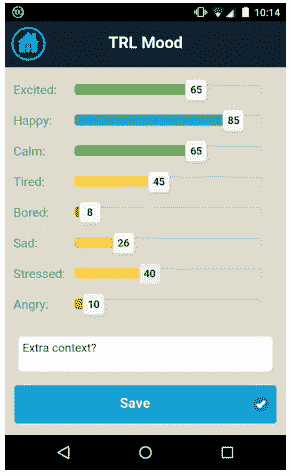 10:14
TRL Mood
Excited: 65
Happy: 85
Calm: 65
Tired: 45
Bored: 8
Sad: 26
Stressed: 40
Angry: 10
Extra context?
Save